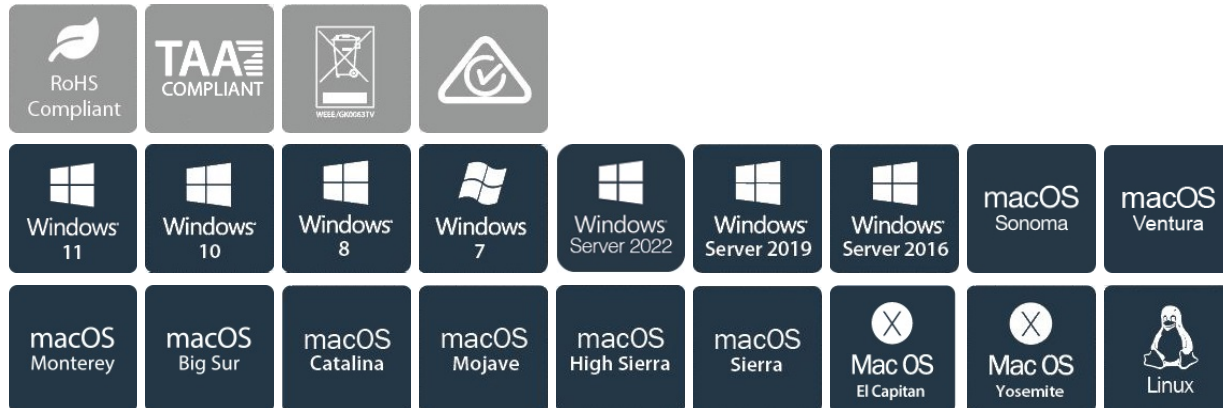 RoHS
Compliant
TAA
COMPLIANT
WEEE/GK0063TV
Windows
11
Windows
10
Windows
8
Windows
7
Windows
Server 2022
Windows
Server 2019
Windows
Server 2016
macOS
Sonoma
macOS
Ventura
macOS
Monterey
macOS
Big Sur
macOS
Catalina
macOS
Mojave
macOS
High Sierra
macOS
Sierra
X
Mac OS
El Capitan
X
Mac OS
Yosemite
Linux